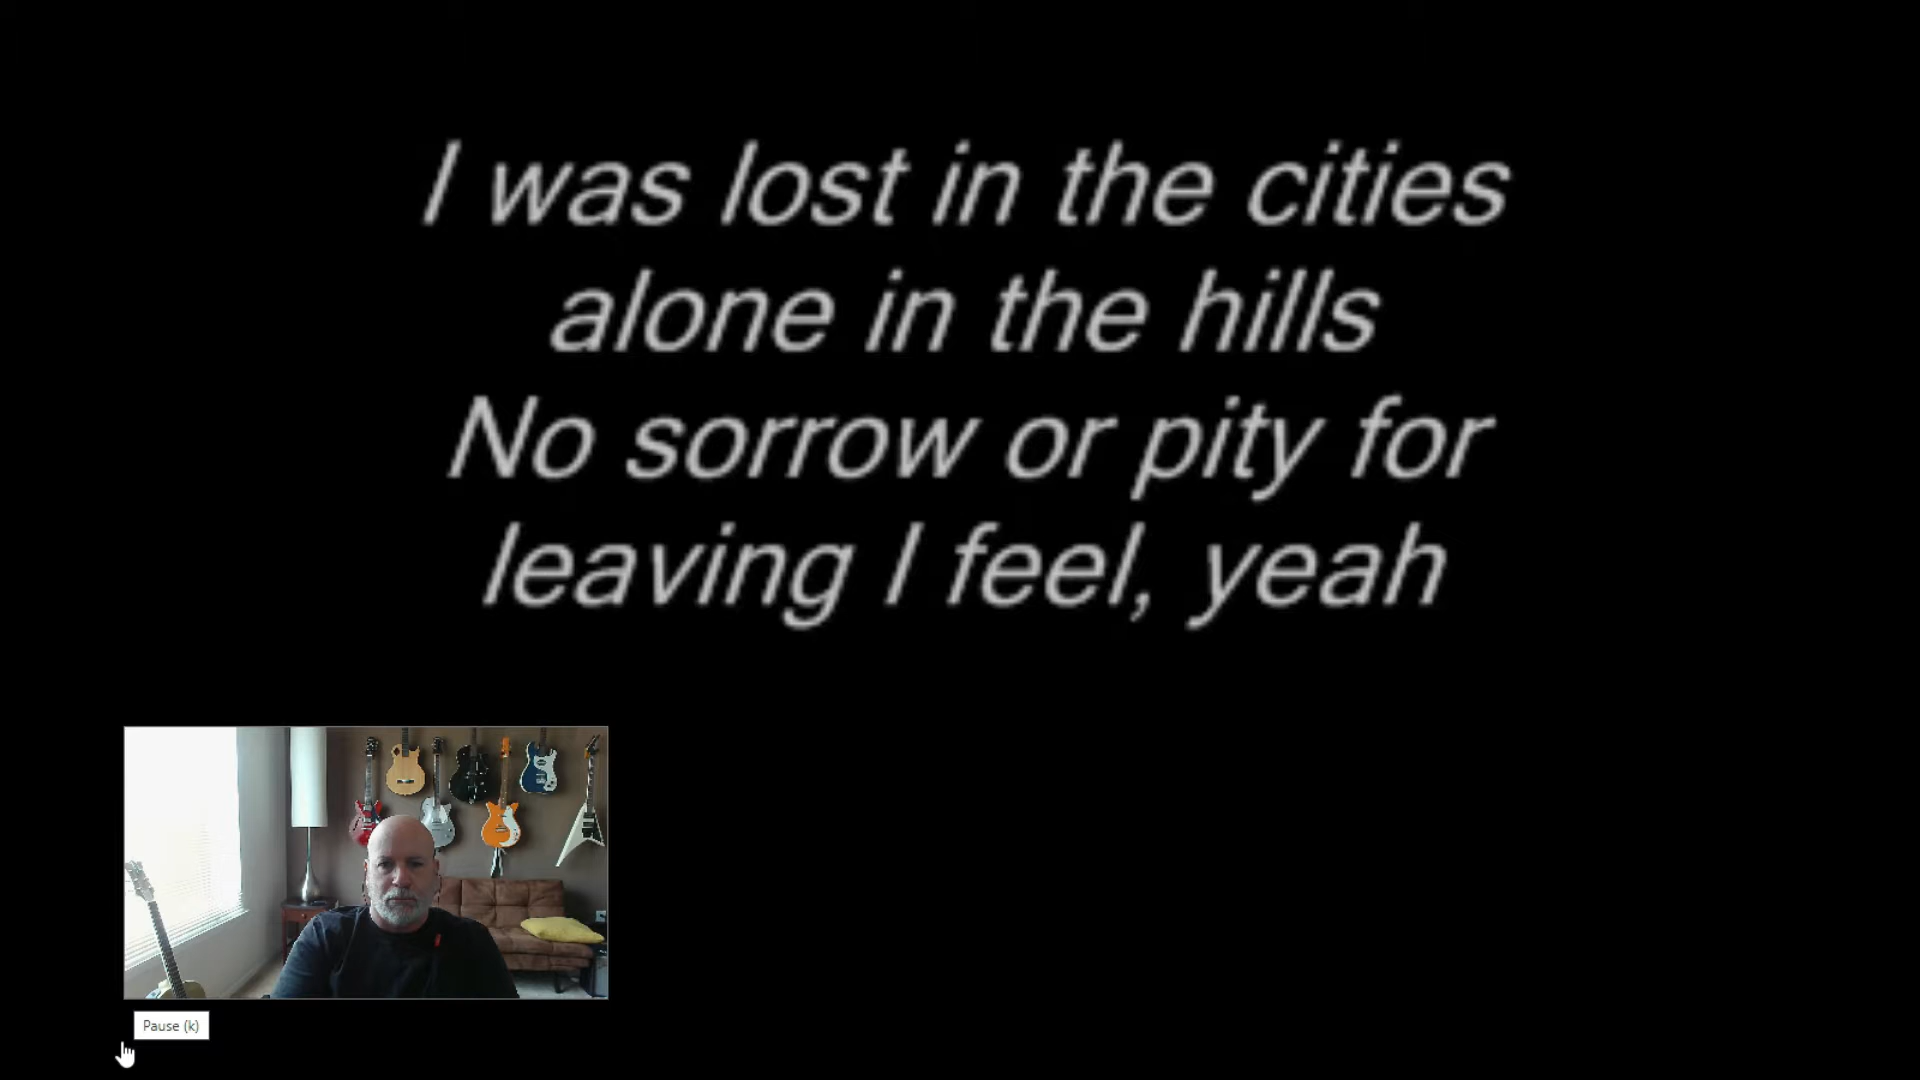 I was lost in the cities
alone in the hills
No sorrow or pity for
leaving I feel, yeah
Pause (k)